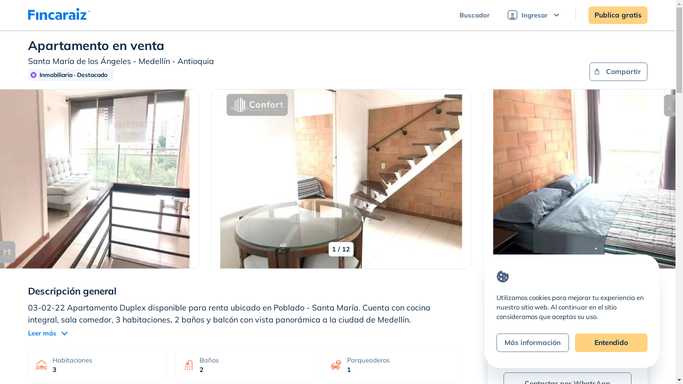 Fincaraiz
Buscador
Ingresar
Publica gratis
Apartamento en venta
Santa María de los Ángeles - Medellín - Antioquia
Inmobiliaria · Destacado
Compartir
Confort
1 / 12
Descripción general
03-02-22 Apartamento Duplex disponible para renta ubicado en Poblado - Santa María. Cuenta con cocina
integral, sala comedor, 3 habitaciones, 2 baños y balcón con vista panorámica a la ciudad de Medellín.
Leer más
Habitaciones
3
Baños
2
Parqueaderos
1
Utilizamos cookies para mejorar tu experiencia en
nuestro sitio web. Al continuar en el sitio
consideramos que aceptas su uso.
Más información
Entendido
Contactar por WhatsApp